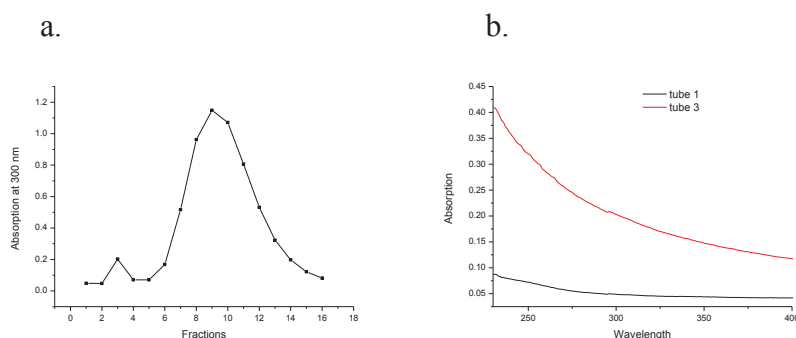 a.
Absorption at 300 nm
1.2
1.0
0.8
0.6
0.4
0.2
0.0
0 2 4 6 8 10 12 14 16 18
Fractions
b.
Absorption
0.45
0.40
0.35
0.30
0.25
0.20
0.15
0.10
0.05
tube 1
tube 3
250 300 350 400
Wavelength